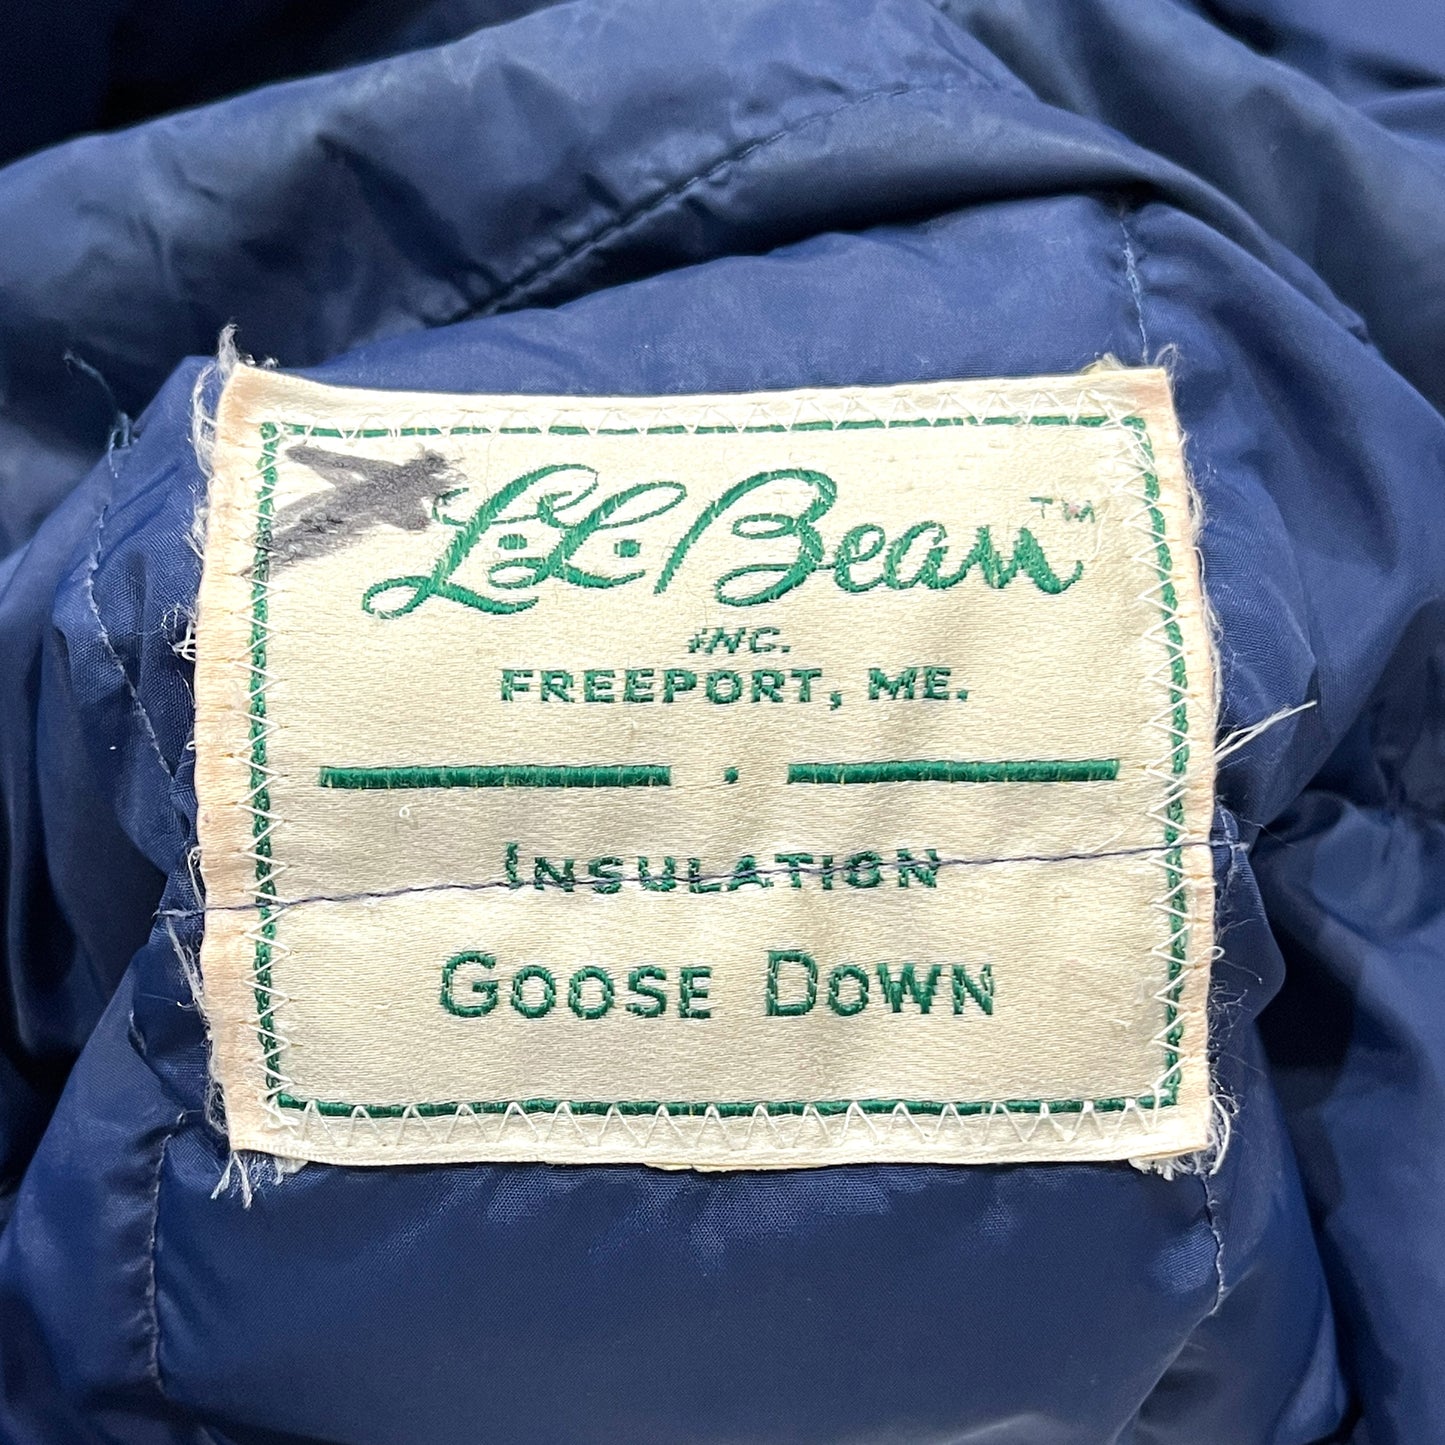 L.L.Bean™
INC.
FREEPORT, ME.
INSULATION
GOOSE DOWN